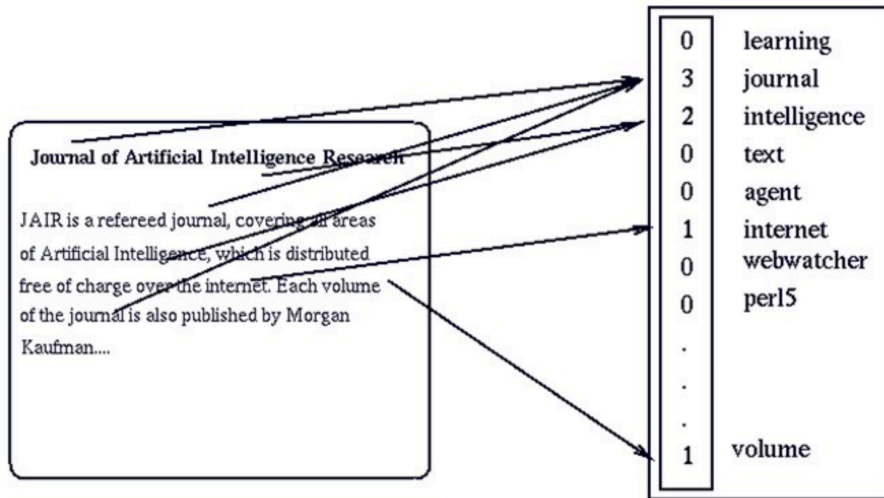 Journal of Artificial Intelligence Research
JAIR is a refereed journal, covering all areas
of Artificial Intelligence, which is distributed
free of charge over the internet. Each volume
of the journal is also published by Morgan
Kaufman....
0 learning
3 journal
2 intelligence
0 text
0 agent
1 internet
0 webwatcher
0 perl5
.
.
.
1 volume